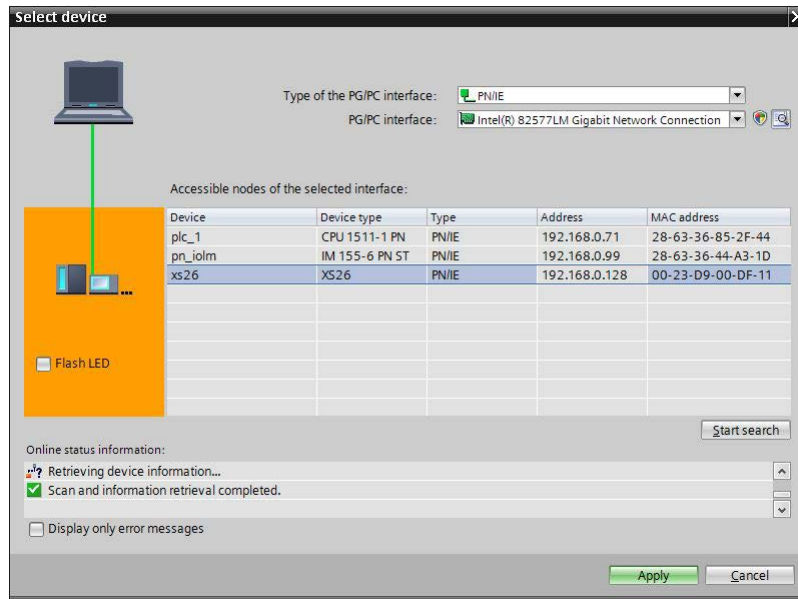 Select device
Type of the PG/PC interface: PN/IE
PG/PC interface: Intel(R) 82577LM Gigabit Network Connection
Accessible nodes of the selected interface:
Device Device type Type Address MAC address
plc_1 CPU 1511-1 PN PN/IE 192.168.0.71 28-63-36-85-2F-44
pn_iolm IM 155-6 PN ST PN/IE 192.168.0.99 28-63-36-44-A3-1D
xs26 XS26 PN/IE 192.168.0.128 00-23-D9-00-DF-11
Flash LED
Start search
Online status information:
Retrieving device information...
Scan and information retrieval completed.
Display only error messages
Apply Cancel